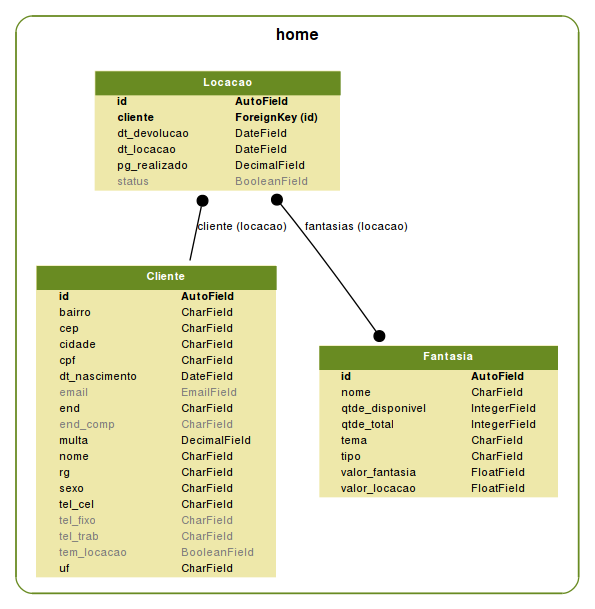 home
Locacao
id AutoField
cliente ForeignKey (id)
dt_devolucao DateField
dt_locacao DateField
pg_realizado DecimalField
status BooleanField
cliente (locacao) fantasias (locacao)
Cliente
id AutoField
bairro CharField
cep CharField
cidade CharField
cpf CharField
dt_nascimento DateField
email EmailField
end CharField
end_comp CharField
multa DecimalField
nome CharField
rg CharField
sexo CharField
tel_cel CharField
tel_fixo CharField
tel_trab CharField
tem_locacao BooleanField
uf CharField
Fantasia
id AutoField
nome CharField
qtde_disponivel IntegerField
qtde_total IntegerField
tema CharField
tipo CharField
valor_fantasia FloatField
valor_locacao FloatField